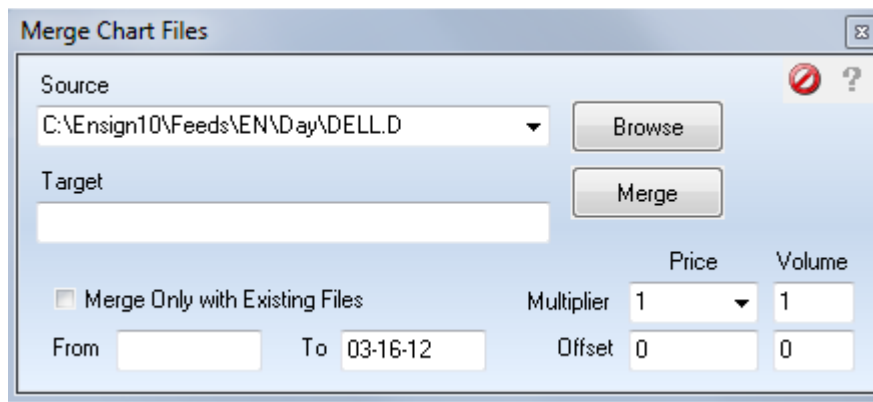 Merge Chart Files
Source
C:\Ensign10\Feeds\EN\Day\DELL.D
Browse
?
Target
Merge
Price Volume
Merge Only with Existing Files
Multiplier 1 1
From To 03-16-12
Offset 0 0